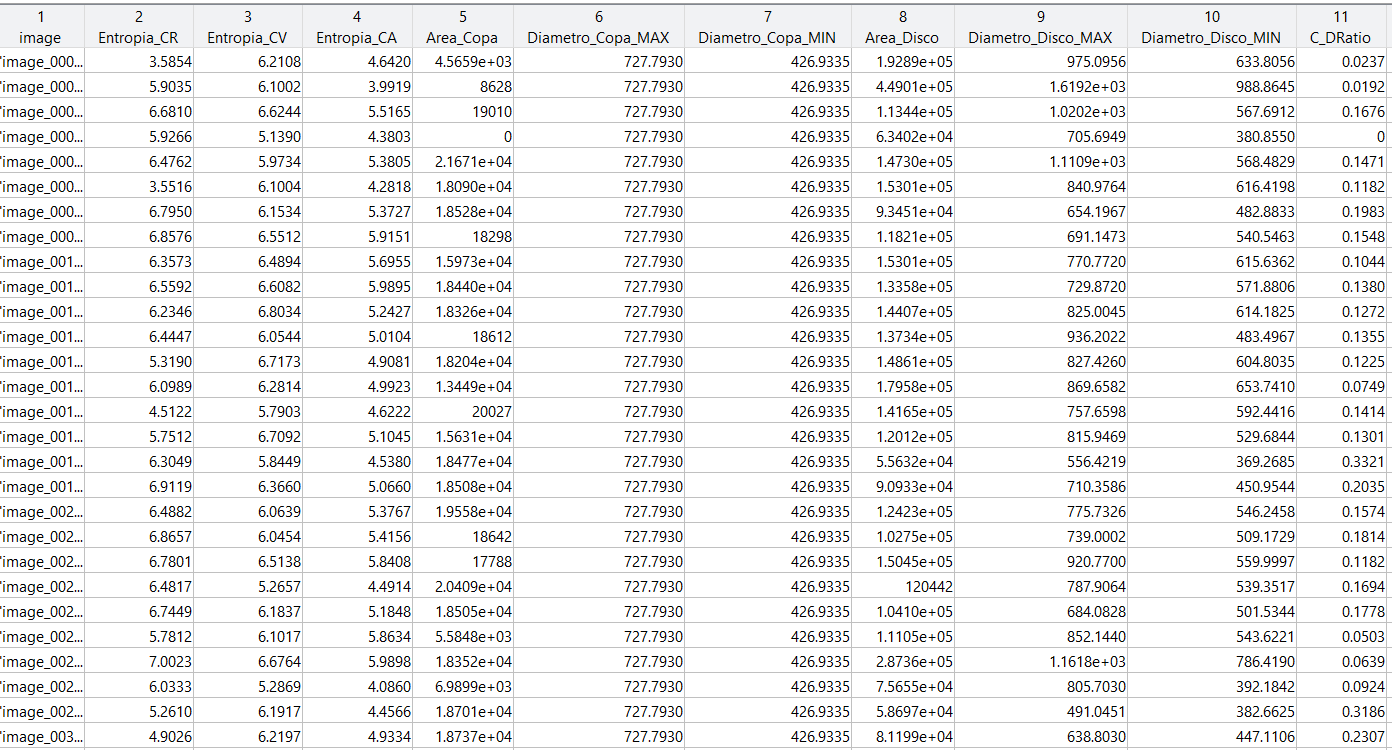 1 2 3 4 5 6 7 8 9 10 11
image Entropia_CR Entropia_CV Entropia_CA Area_Copa Diametro_Copa_MAX Diametro_Copa_MIN Area_Disco Diametro_Disco_MAX Diametro_Disco_MIN C_DRatio
'image_000... 3.5854 6.2108 4.6420 4.5659e+03 727.7930 426.9335 1.9289e+05 975.0956 633.8056 0.0237
'image_000... 5.9035 6.1002 3.9919 8628 727.7930 426.9335 4.4901e+05 1.6192e+03 988.8645 0.0192
'image_000... 6.6810 6.6244 5.5165 19010 727.7930 426.9335 1.1344e+05 1.0202e+03 567.6912 0.1676
'image_000... 5.9266 5.1390 4.3803 0 727.7930 426.9335 6.3402e+04 705.6949 380.8550 0
'image_000... 6.4762 5.9734 5.3805 2.1671e+04 727.7930 426.9335 1.4730e+05 1.1109e+03 568.4829 0.1471
'image_000... 3.5516 6.1004 4.2818 1.8090e+04 727.7930 426.9335 1.5301e+05 840.9764 616.4198 0.1182
'image_000... 6.7950 6.1534 5.3727 1.8528e+04 727.7930 426.9335 9.3451e+04 654.1967 482.8833 0.1983
'image_000... 6.8576 6.5512 5.9151 18298 727.7930 426.9335 1.1821e+05 691.1473 540.5463 0.1548
'image_001... 6.3573 6.4894 5.6955 1.5973e+04 727.7930 426.9335 1.5301e+05 770.7720 615.6362 0.1044
'image_001... 6.5592 6.6082 5.9895 1.8440e+04 727.7930 426.9335 1.3358e+05 729.8720 571.8806 0.1380
'image_001... 6.2346 6.8034 5.2427 1.8326e+04 727.7930 426.9335 1.4407e+05 825.0045 614.1825 0.1272
'image_001... 6.4447 6.0544 5.0104 18612 727.7930 426.9335 1.3734e+05 936.2022 483.4967 0.1355
'image_001... 5.3190 6.7173 4.9081 1.8204e+04 727.7930 426.9335 1.4861e+05 827.4260 604.8035 0.1225
'image_001... 6.0989 6.2814 4.9923 1.3449e+04 727.7930 426.9335 1.7958e+05 869.6582 653.7410 0.0749
'image_001... 4.5122 5.7903 4.6222 20027 727.7930 426.9335 1.4165e+05 757.6598 592.4416 0.1414
'image_001... 5.7512 6.7092 5.1045 1.5631e+04 727.7930 426.9335 1.2012e+05 815.9469 529.6844 0.1301
'image_001... 6.3049 5.8449 4.5380 1.8477e+04 727.7930 426.9335 5.5632e+04 556.4219 369.2685 0.3321
'image_001... 6.9119 6.3660 5.0660 1.8508e+04 727.7930 426.9335 9.0933e+04 710.3586 450.9544 0.2035
'image_002... 6.4882 6.0639 5.3767 1.9558e+04 727.7930 426.9335 1.2423e+05 775.7326 546.2458 0.1574
'image_002... 6.8657 6.0454 5.4156 18642 727.7930 426.9335 1.0275e+05 739.0002 509.1729 0.1814
'image_002... 6.7801 6.5138 5.8408 17788 727.7930 426.9335 1.5045e+05 920.7700 559.9997 0.1182
'image_002... 6.4817 5.2657 4.4914 2.0409e+04 727.7930 426.9335 120442 787.9064 539.3517 0.1694
'image_002... 6.7449 6.1837 5.1848 1.8505e+04 727.7930 426.9335 1.0410e+05 684.0828 501.5344 0.1778
'image_002... 5.7812 6.1017 5.8634 5.5848e+03 727.7930 426.9335 1.1105e+05 852.1440 543.6221 0.0503
'image_002... 7.0023 6.6764 5.9898 1.8352e+04 727.7930 426.9335 2.8736e+05 1.1618e+03 786.4190 0.0639
'image_002... 6.0333 5.2869 4.0860 6.9899e+03 727.7930 426.9335 7.5655e+04 805.7030 392.1842 0.0924
'image_002... 5.2610 6.1917 4.4566 1.8701e+04 727.7930 426.9335 5.8697e+04 491.0451 382.6625 0.3186
'image_003... 4.9026 6.2197 4.9334 1.8737e+04 727.7930 426.9335 8.1199e+04 638.8030 447.1106 0.2307